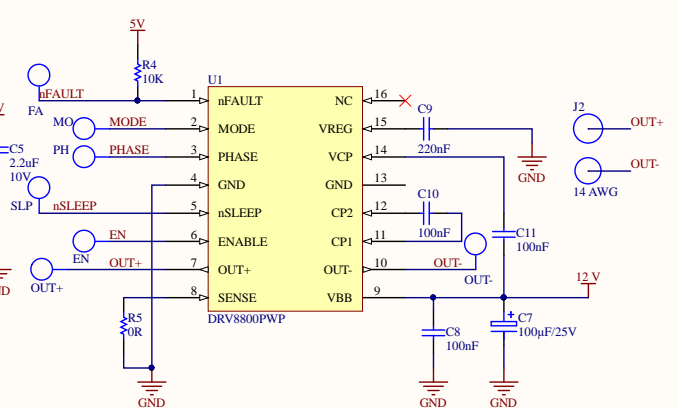 5V
R4
10K
U1
nFAULT
FA
1
nFAULT
NC
16
C9
220nF
GND
J2
OUT+
OUT-
14 AWG
MO
MODE
2
MODE
VREG
15
PH
PHASE
3
PHASE
VCP
14
C5
2.2uF
10V
4
GND
GND
13
SLP
nSLEEP
5
nSLEEP
CP2
12
C10
100nF
EN
EN
6
ENABLE
CP1
11
C11
100nF
OUT+
OUT+
7
OUT+
OUT-
10
OUT-
OUT-
12 V
8
SENSE
VBB
9
R5
0R
DRV8800PWP
C8
100nF
C7
100µF/25V
+
GND
GND
GND